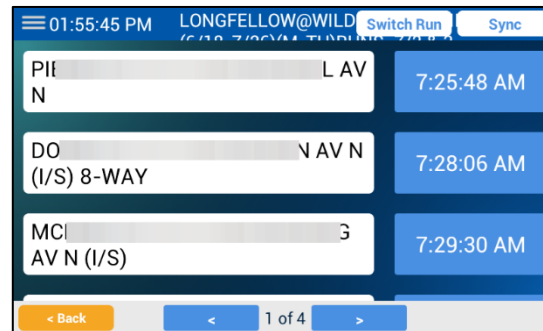 01:55:45 PM LONGFELLOW@WILD Switch Run Sync
L AV
N
7:25:48 AM
DO N AV N
(I/S) 8-WAY
7:28:06 AM
MC G
AV N (I/S)
7:29:30 AM
< Back < 1 of 4 >